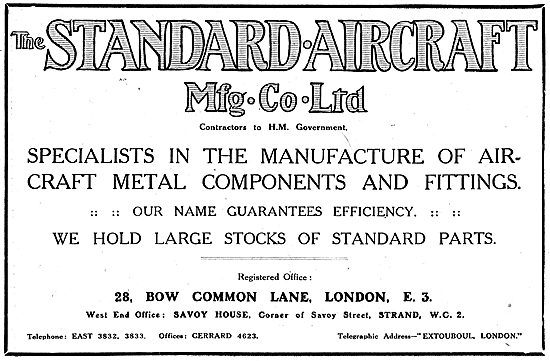 The STANDARD·AIRCRAFT
Mfg·Co·Ltd
Contractors to H.M. Government.
SPECIALISTS IN THE MANUFACTURE OF AIR-
CRAFT METAL COMPONENTS AND FITTINGS.
:: :: OUR NAME GUARANTEES EFFICIENCY. :: ::
WE HOLD LARGE STOCKS OF STANDARD PARTS.
Registered Office:
28, BOW COMMON LANE, LONDON, E. 3.
West End Office: SAVOY HOUSE, Corner of Savoy Street, STRAND, W.C. 2.
Telephone: EAST 3832, 3833. Offices: GERRARD 4623. Telegraphic Address—"EXTOUBOUL, LONDON."